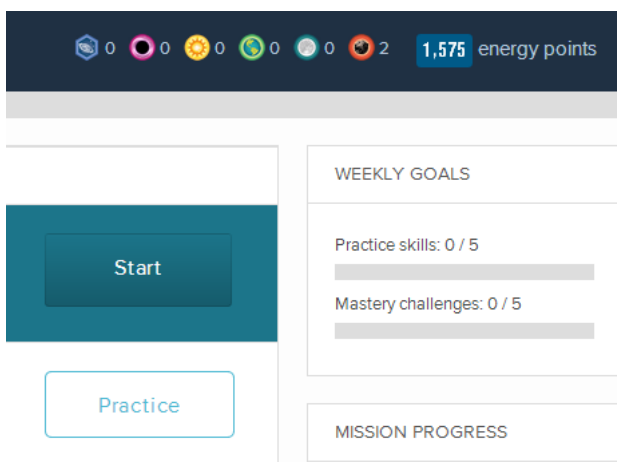 0 0 0 0 0 2 1,575 energy points
WEEKLY GOALS
Start
Practice skills: 0 / 5
Mastery challenges: 0 / 5
Practice
MISSION PROGRESS